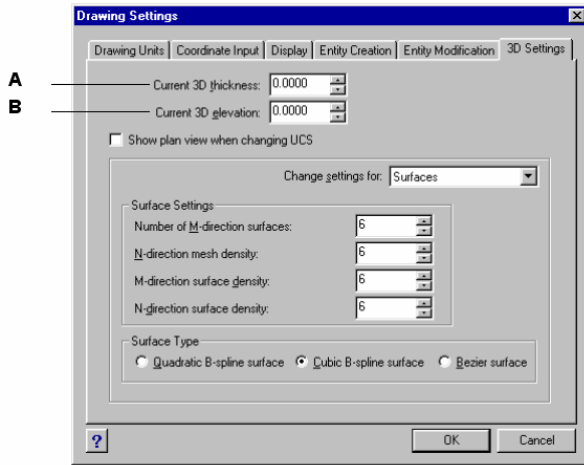 Drawing Settings
Drawing Units Coordinate Input Display Entity Creation Entity Modification 3D Settings
A Current 3D thickness: 0.0000
B Current 3D elevation: 0.0000
Show plan view when changing UCS
Change settings for: Surfaces
Surface Settings
Number of M-direction surfaces: 6
N-direction mesh density: 6
M-direction surface density: 6
N-direction surface density: 6
Surface Type
Quadratic B-spline surface Cubic B-spline surface Bezier surface
? OK Cancel